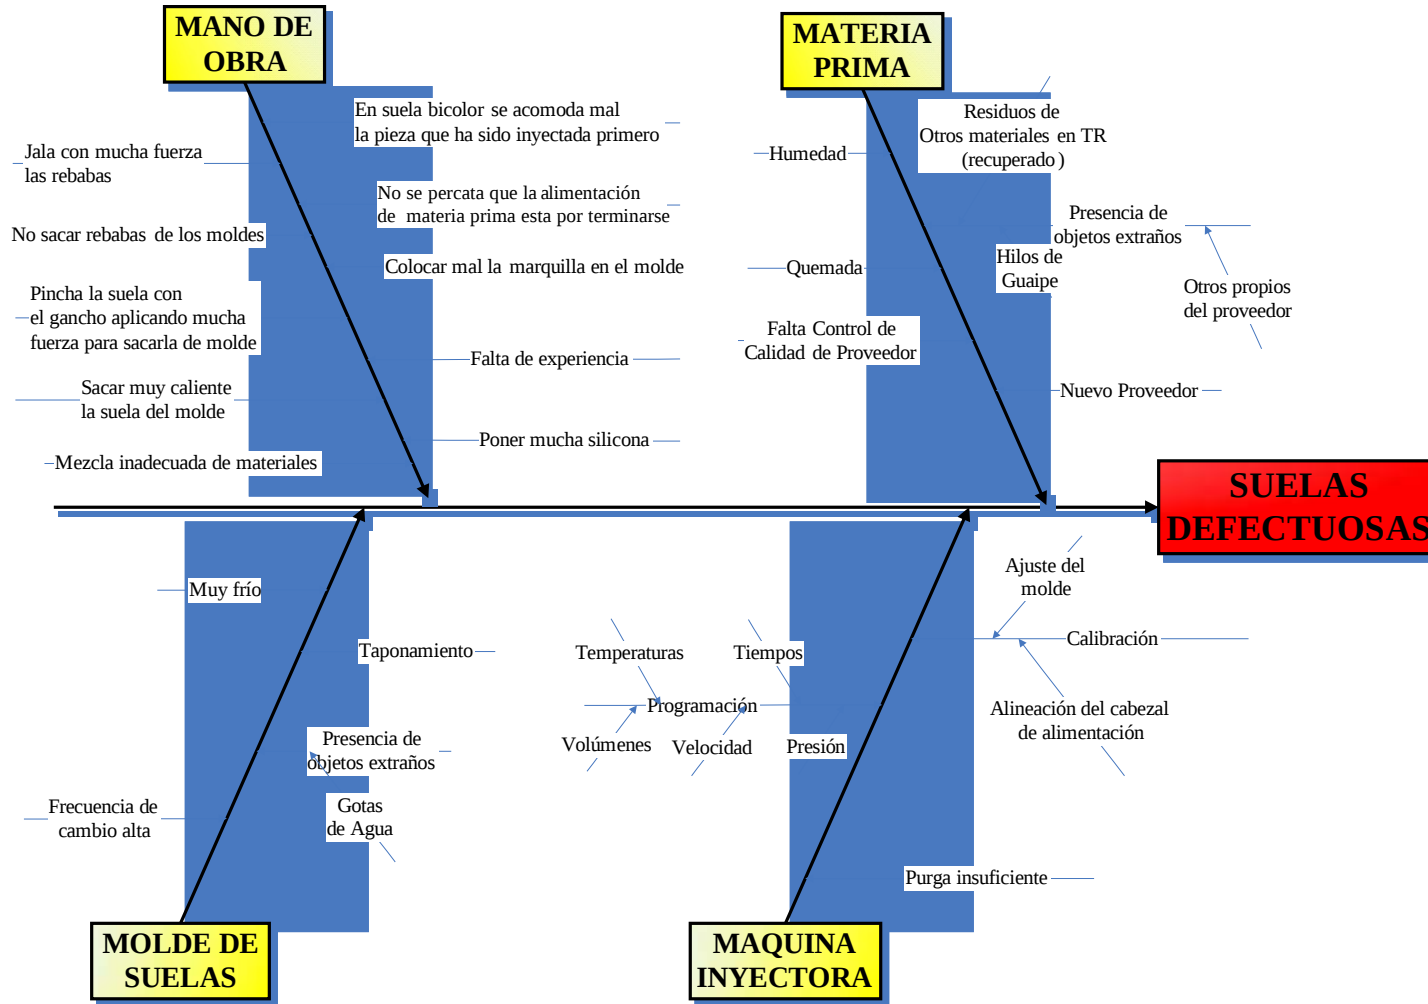 MANO DE
OBRA
En suela bicolor se acomoda mal
la pieza que ha sido inyectada primero
Jala con mucha fuerza
las rebabas
No se percata que la alimentación
de materia prima esta por terminarse
No sacar rebabas de los moldes
Colocar mal la marquilla en el molde
Pincha la suela con
el gancho aplicando mucha
fuerza para sacarla de molde
Falta de experiencia
Sacar muy caliente
la suela del molde
Poner mucha silicona
Mezcla inadecuada de materiales
MATERIA
PRIMA
Residuos de
Otros materiales en TR
(recuperado )
Humedad
Presencia de
objetos extraños
Hilos de
Guaipe
Quemada
Otros propios
del proveedor
Falta Control de
Calidad de Proveedor
Nuevo Proveedor
SUELAS
DEFECTUOSAS
Muy frío
Taponamiento
Presencia de
objetos extraños
Frecuencia de
cambio alta
Gotas
de Agua
MOLDE DE
SUELAS
Ajuste del
molde
Calibración
Temperaturas
Tiempos
Programación
Alineación del cabezal
de alimentación
Volúmenes
Velocidad
Presión
Purga insuficiente
MAQUINA
INYECTORA